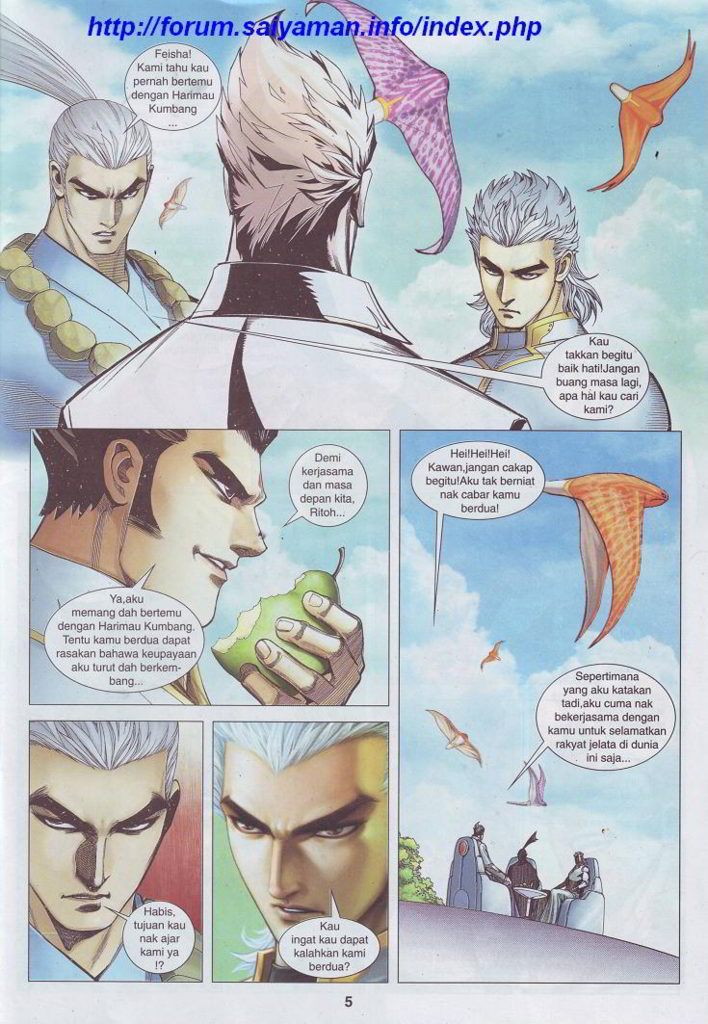 http://forum.saiyaman.info/index.php
Feisha!
Kami tahu kau
pernah bertemu
dengan Harimau
Kumbang
...
Kau
takkan begitu
baik hati!Jangan
buang masa lagi,
apa hal kau cari
kami?
Demi
kerjasama
dan masa
depan kita,
Ritoh...
Ya,aku
memang dah bertemu
dengan Harimau Kumbang.
Tentu kamu berdua dapat
rasakan bahawa keupayaan
aku turut dah berkem-
bang...
Hei!Hei!Hei!
Kawan,jangan cakap
begitu!Aku tak berniat
nak cabar kamu
berdua!
Sepertimana
yang aku katakan
tadi,aku cuma nak
bekerjasama dengan
kamu untuk selamatkan
rakyat jelata di dunia
ini saja...
Habis,
tujuan kau
nak ajar
kami ya
!?
Kau
ingat kau dapat
kalahkan kami
berdua?
5